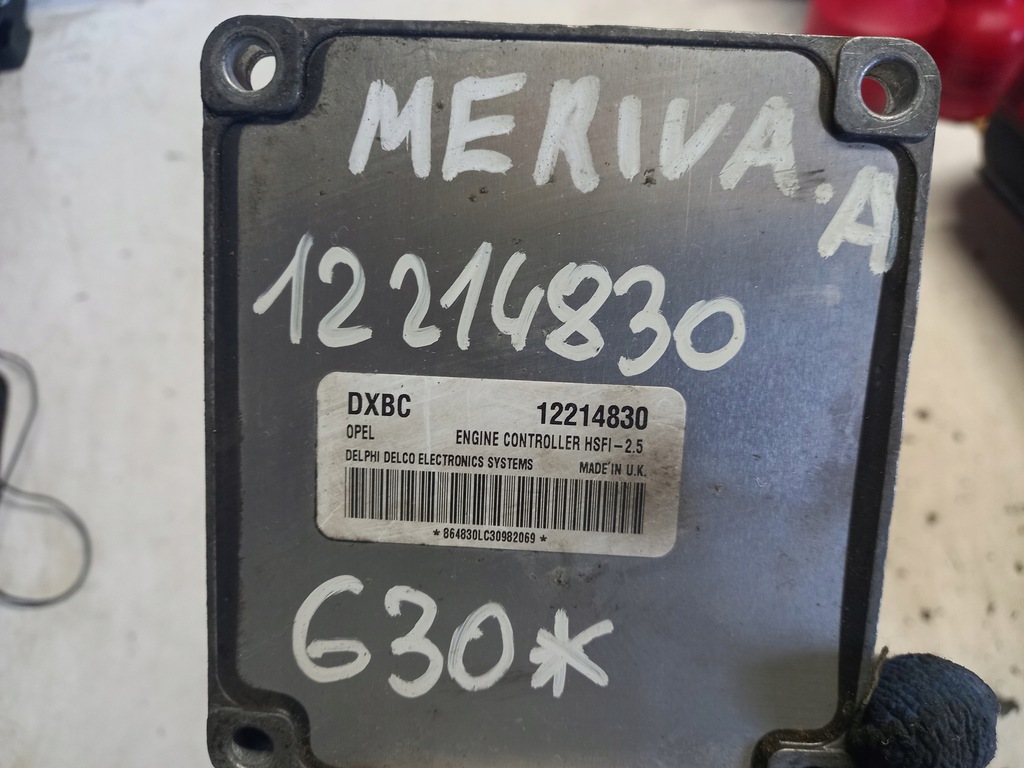 MERIVA.A
12214830
DXBC 12214830
OPEL ENGINE CONTROLLER HSFI-2.5
DELPHI DELCO ELECTRONICS SYSTEMS MADE IN U.K.
*864830LC30982069*
G30*